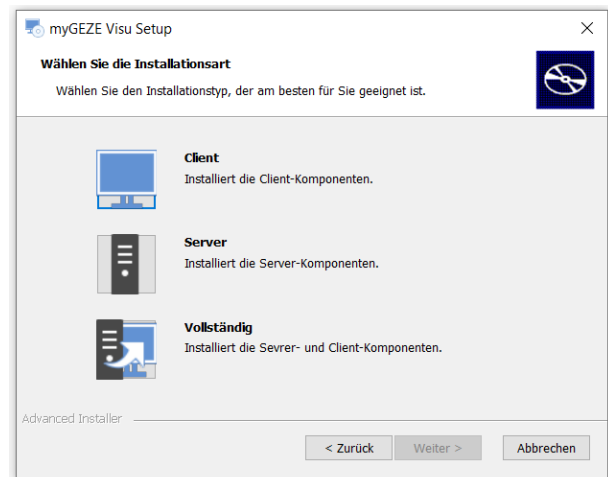 myGEZE Visu Setup
Wählen Sie die Installationsart
Wählen Sie den Installationstyp, der am besten für Sie geeignet ist.
Client
Installiert die Client-Komponenten.
Server
Installiert die Server-Komponenten.
Vollständig
Installiert die Sevrer- und Client-Komponenten.
Advanced Installer
< Zurück Weiter > Abbrechen